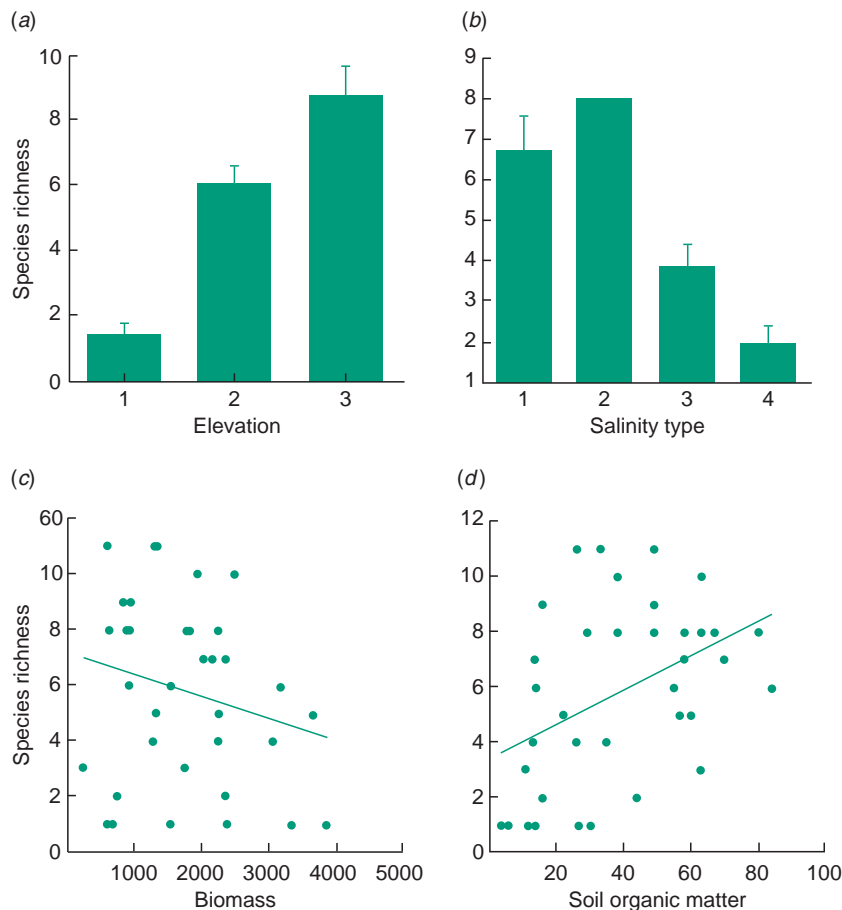 (a)
Species richness
10
8
6
4
2
0
1 2 3
Elevation
(b)
9
8
7
6
5
4
3
2
1
1 2 3 4
Salinity type
(c)
Species richness
60
10
8
6
4
2
0
1000 2000 3000 4000 5000
Biomass
(d)
12
10
8
6
4
2
0
20 40 60 80 100
Soil organic matter